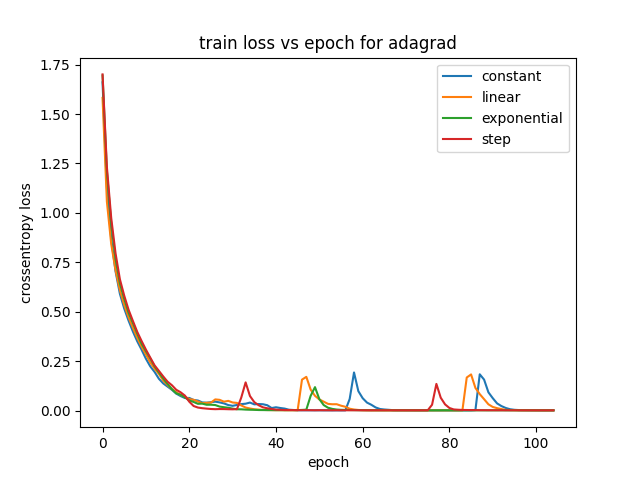 train loss vs epoch for adagrad
1.75
1.50
1.25
1.00
0.75
0.50
0.25
0.00
crossentropy loss
constant
linear
exponential
step
0 20 40 60 80 100
epoch